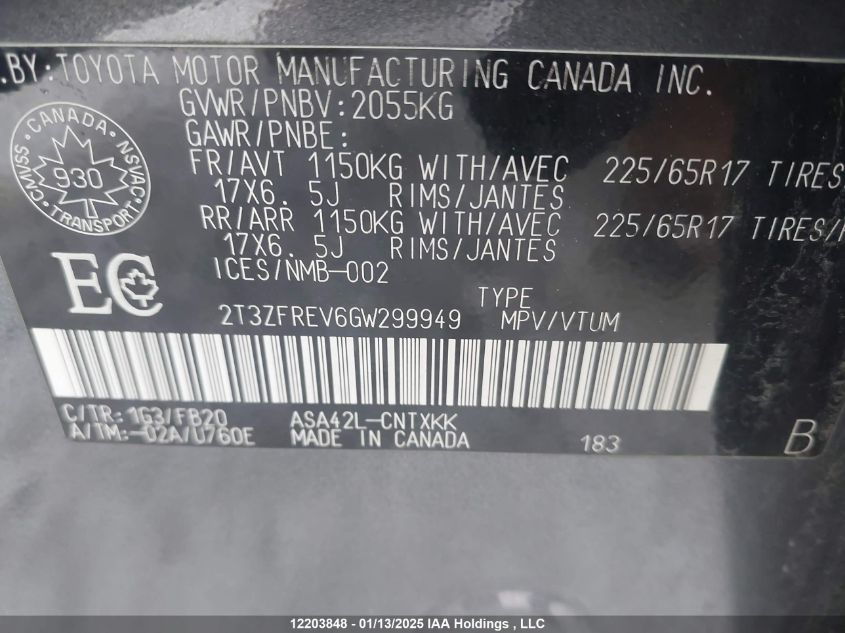 .BY:TOYOTA MOTOR MANUFACTURING CANADA INC.
GVWR/PNBV:2055KG
GAWR/PNBE:
FR/AVT 1150KG WITH/AVEC 225/65R17 TIRES
17X6.5J RIMS/JANTES
RR/ARR 1150KG WITH/AVEC 225/65R17 TIRES/
17X6.5J RIMS/JANTES
ICES/NMB-002
CANADA
CMVSS NSVAC
930
TRANSPORT
EC
TYPE
2T3ZFREV6GW299949 MPV/VTUM
C/TR: 1G3/FB20 ASA42L-CNTXKK
A/TM:-02A/U760E MADE IN CANADA 183 B
12203848 - 01/13/2025 IAA Holdings , LLC